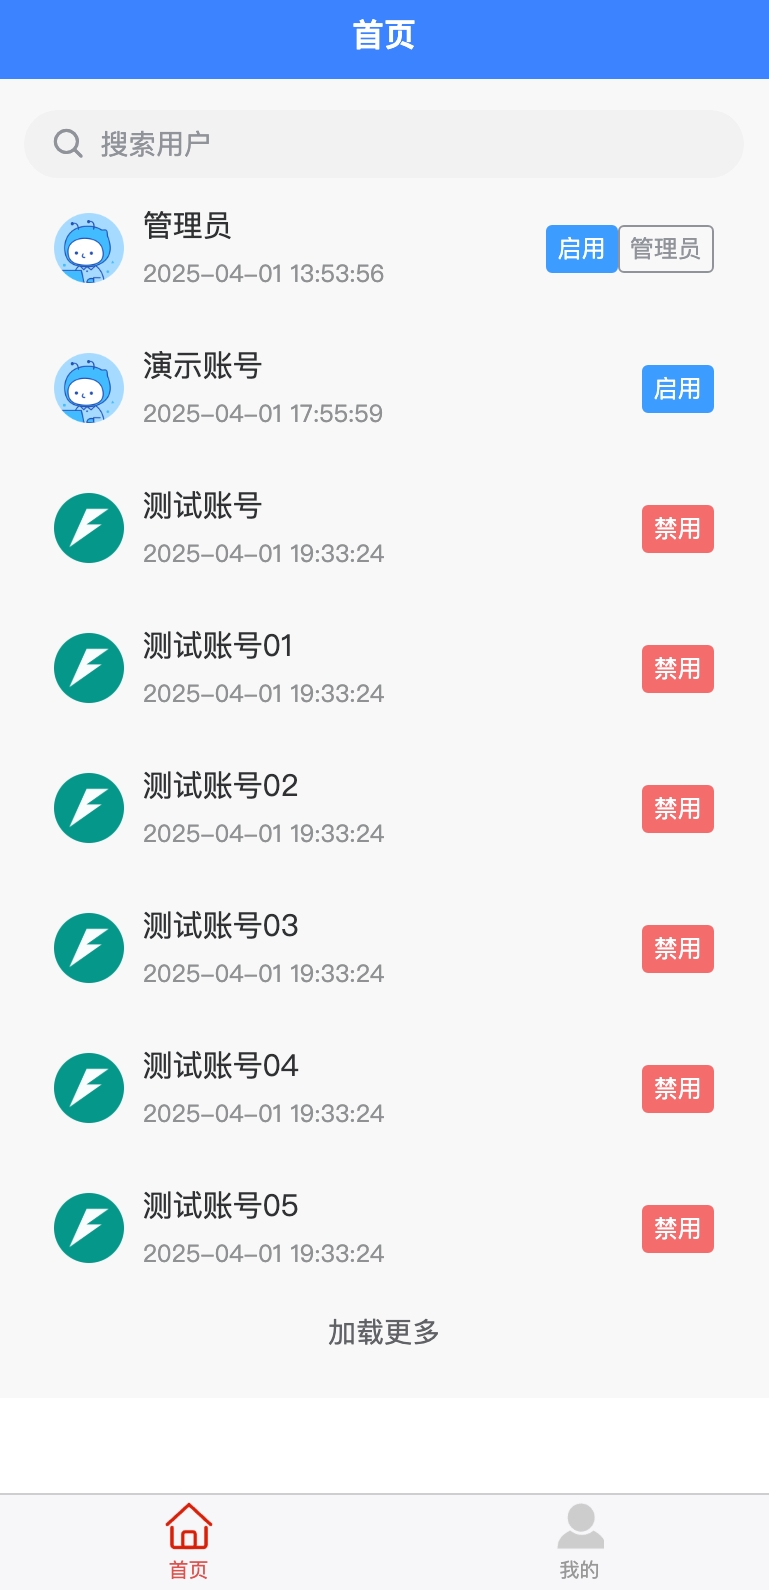 首页
搜索用户
管理员
2025-04-01 13:53:56
启用 管理员
演示账号
2025-04-01 17:55:59
启用
测试账号
2025-04-01 19:33:24
禁用
测试账号01
2025-04-01 19:33:24
禁用
测试账号02
2025-04-01 19:33:24
禁用
测试账号03
2025-04-01 19:33:24
禁用
测试账号04
2025-04-01 19:33:24
禁用
测试账号05
2025-04-01 19:33:24
禁用
加载更多
首页 我的